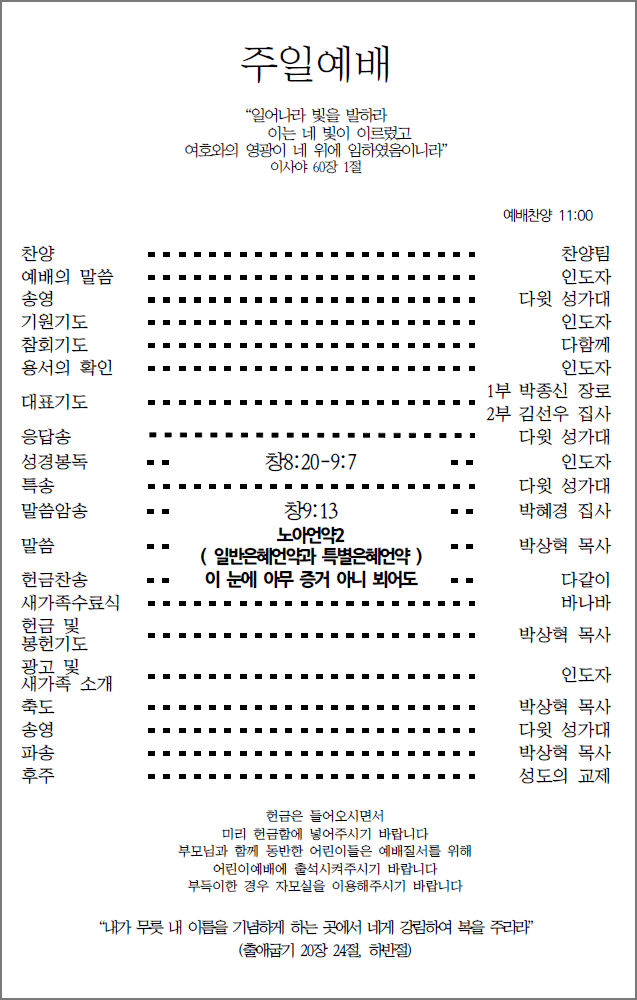 주일예배
“일어나라 빛을 발하라
이는 네 빛이 이르렀고
여호와의 영광이 네 위에 임하였음이니라”
이사야 60장 1절
예배찬양 11:00
찬양 찬양팀
예배의 말씀 인도자
송영 다윗 성가대
기원기도 인도자
참회기도 다함께
용서의 확인 인도자
대표기도 1부 박종신 장로
2부 김선우 집사
응답송 다윗 성가대
성경봉독 창8:20-9:7 인도자
특송 다윗 성가대
말씀암송 창9:13 박혜경 집사
말씀 노아언약2 박상혁 목사
( 일반은혜언약과 특별은혜언약 )
헌금찬송 이 눈에 아무 증거 아니 뵈어도 다같이
새가족수료식 바나바
헌금 및
봉헌기도 박상혁 목사
광고 및
새가족 소개 인도자
축도 박상혁 목사
송영 다윗 성가대
파송 박상혁 목사
후주 성도의 교제
헌금은 들어오시면서
미리 헌금함에 넣어주시기 바랍니다
부모님과 함께 동반한 어린이들은 예배질서를 위해
어린이예배에 출석시켜주시기 바랍니다
부득이한 경우 자모실을 이용해주시기 바랍니다
“내가 무릇 내 이름을 기념하게 하는 곳에서 네게 강림하여 복을 주리라”
(출애굽기 20장 24절, 하반절)